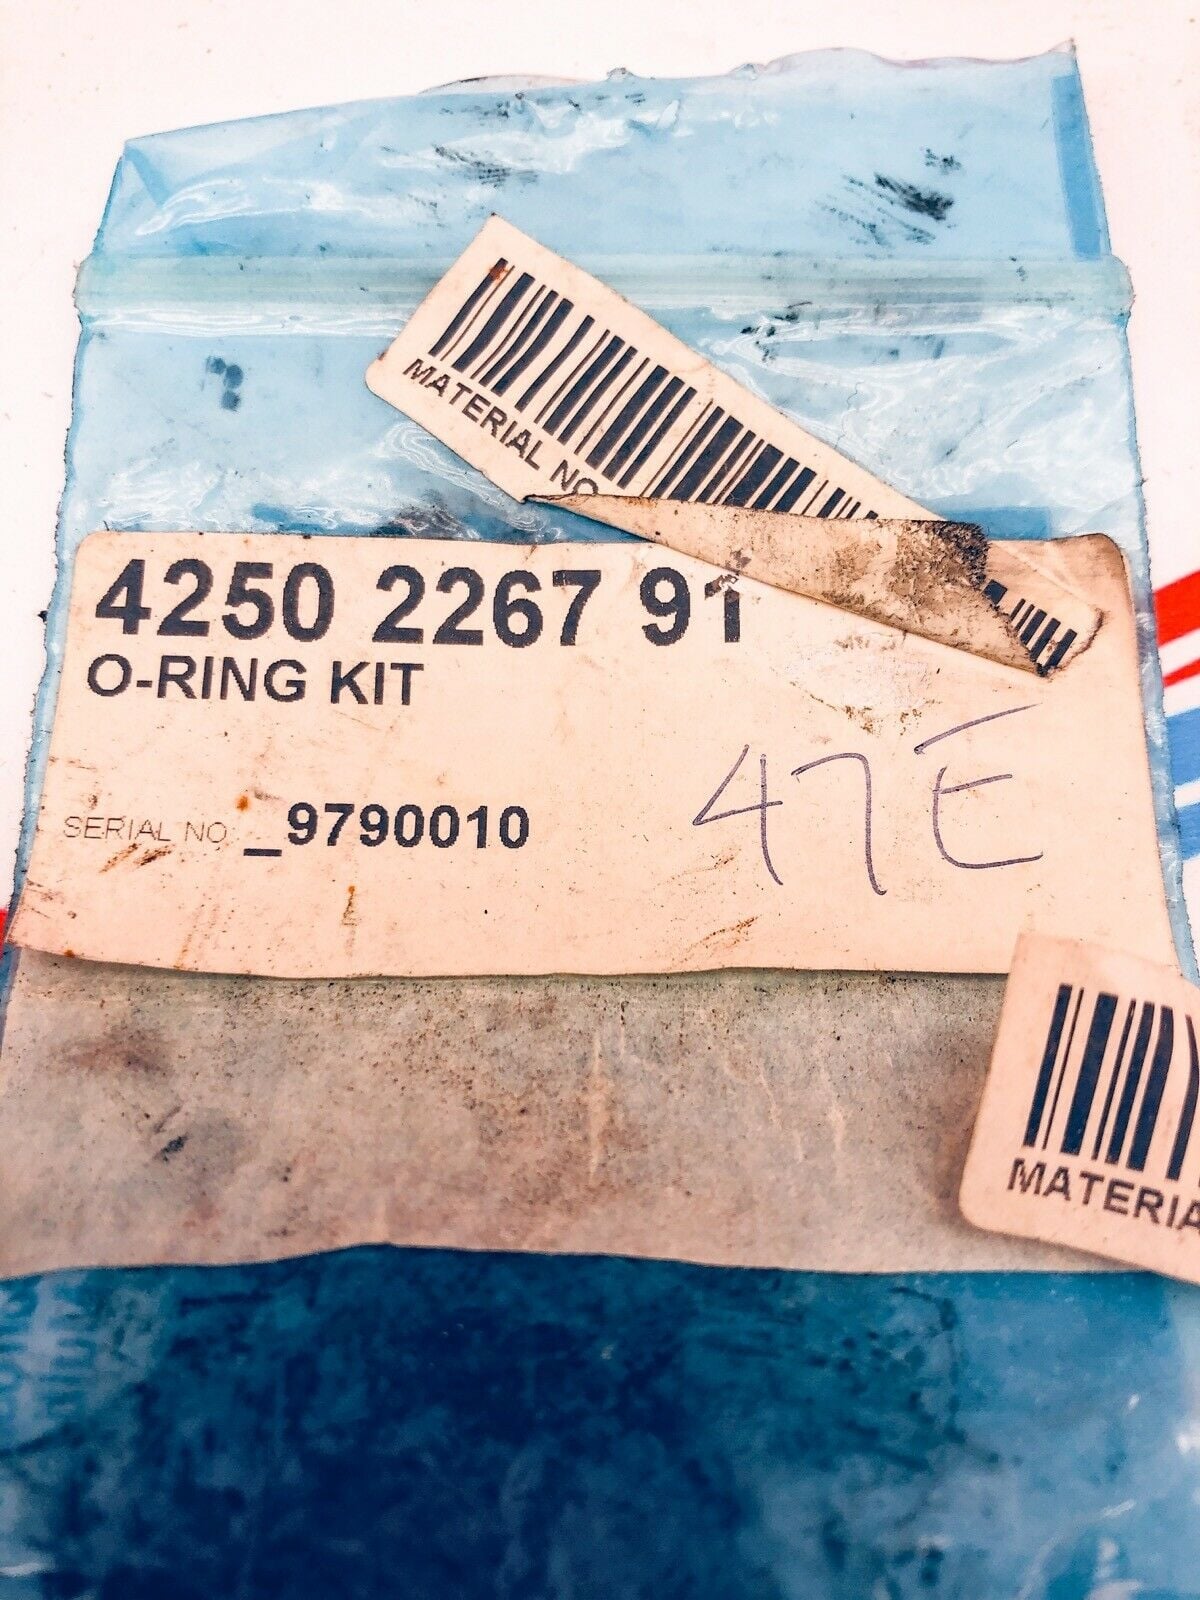 MATERIAL NO
4250 2267 91
O-RING KIT
47E
SERIAL NO _9790010
MATERIA